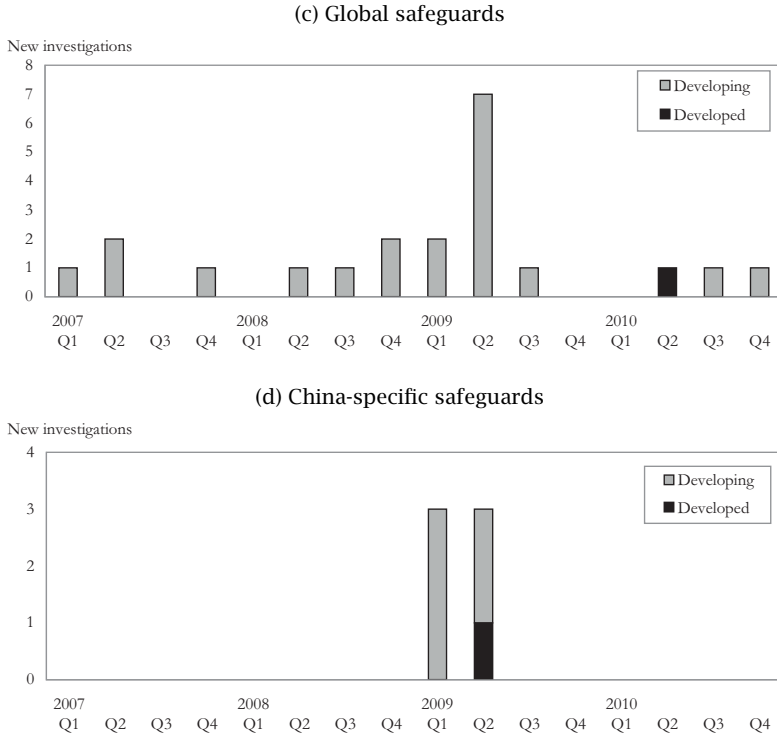 (c) Global safeguards
New investigations
8
Developing
7
Developed
6
5
4
3
2
1
0
2007 2008 2009 2010
Q1 Q2 Q3 Q4 Q1 Q2 Q3 Q4 Q1 Q2 Q3 Q4 Q1 Q2 Q3 Q4
(d) China-specific safeguards
New investigations
4
Developing
Developed
3
2
1
0
2007 2008 2009 2010
Q1 Q2 Q3 Q4 Q1 Q2 Q3 Q4 Q1 Q2 Q3 Q4 Q1 Q2 Q3 Q4